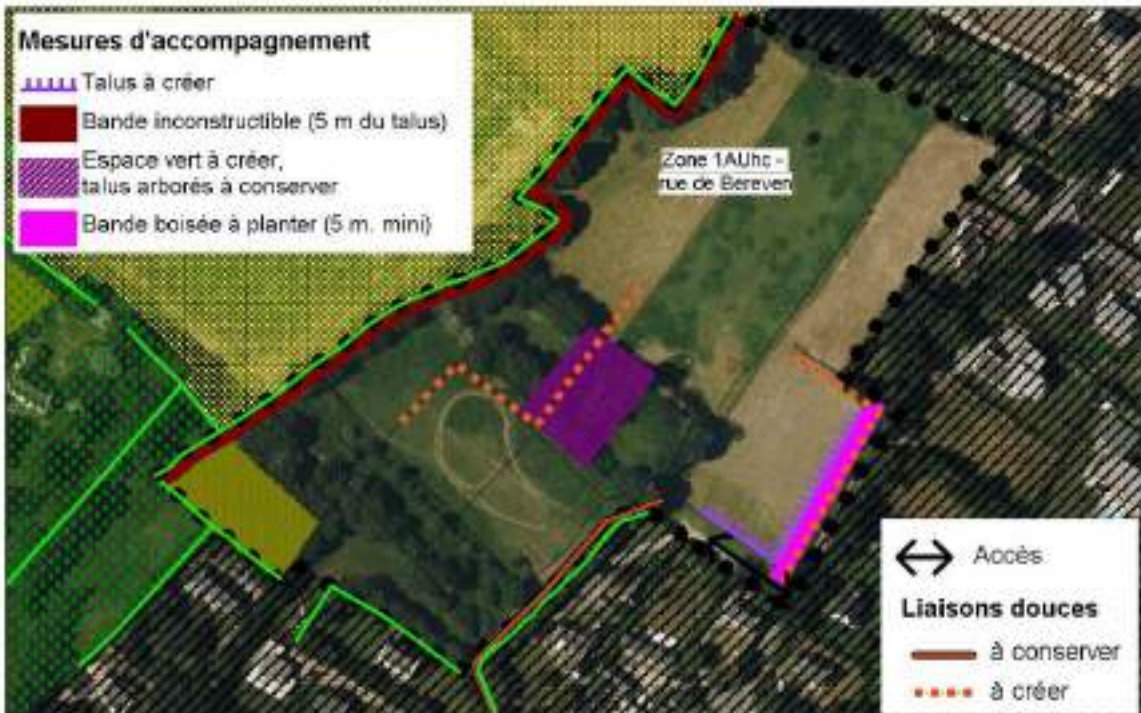 Mesures d'accompagnement
Talus à créer
Bande inconstructible (5 m du talus)
Espace vert à créer,
talus arborés à conserver
Bande boisée à planter (5 m. mini)
Zone 1AUhc -
rue de Bereven
Accès
Liaisons douces
à conserver
à créer